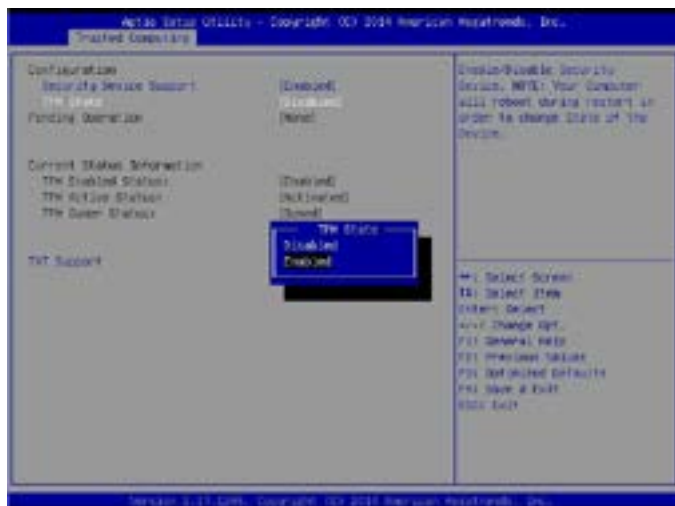 Aptio Setup Utility - Copyright (C) 2014 American Megatrends, Inc.
Trusted Computing
Configuration
Security Device Support [Enabled]
TPM State [Disabled]
Pending Operation [None]
Current Status Information
TPM Enabled Status: [Enabled]
TPM Active Status: [Activated]
TPM Owner Status: [Owned]
TXT Support
TPM State
Disabled
Enabled
Enable/Disable Security
Device. NOTE: Your Computer
will reboot during restart in
order to change State of the
Device.
Select Screen
Select Item
Enter: Select
+/-: Change Opt.
F1: General Help
Previous Values
Optimized Defaults
Save & Exit
ESC: Exit
Version Copyright (C) 2014 American Megatrends, Inc.